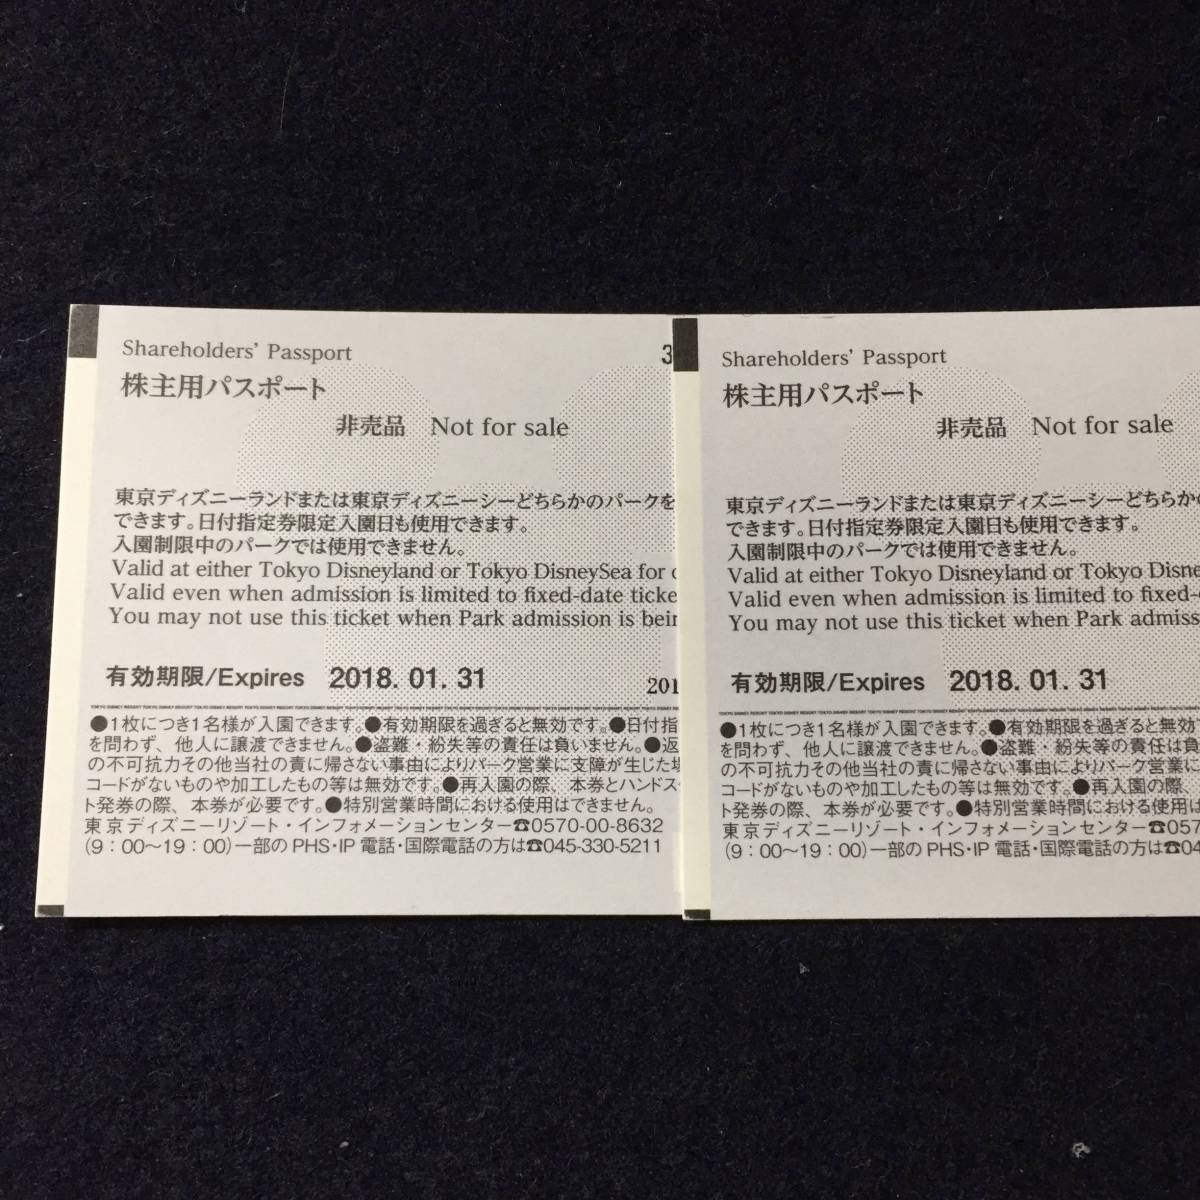 Shareholders' Passport
株主用パスポート
非売品 Not for sale
東京ディズニーランドまたは東京ディズニーシーどちらかのパークを
できます。日付指定券限定入園日も使用できます。
入園制限中のパークでは使用できません。
Valid at either Tokyo Disneyland or Tokyo DisneySea for
Valid even when admission is limited to fixed-date ticke
You may not use this ticket when Park admission is bein
有効期限/Expires 2018. 01. 31
201
●1枚につき1名様が入園できます。●有効期限を過ぎると無効です。●日付指
を問わず、他人に譲渡できません。●盗難・紛失等の責任は負いません。●返
の不可抗力その他当社の責に帰さない事由によりパーク営業に支障が生じた場
コードがないものや加工したもの等は無効です。●再入園の際、本券とハンドス
ト発券の際、本券が必要です。●特別営業時間における使用はできません。
東京ディズニーリゾート・インフォメーションセンター☎0570-00-8632
(9:00〜19:00)一部のPHS・IP電話・国際電話の方は☎045-330-5211
Shareholders' Passport
株主用パスポート
非売品 Not for sale
東京ディズニーランドまたは東京ディズニーシーどちらか
できます。日付指定券限定入園日も使用できます。
入園制限中のパークでは使用できません。
Valid at either Tokyo Disneyland or Tokyo Disne
Valid even when admission is limited to fixed-
You may not use this ticket when Park admiss
有効期限/Expires 2018. 01. 31
●1枚につき1名様が入園できます。●有効期限を過ぎると無効
を問わず、他人に譲渡できません。●盗難・紛失等の責任は負
の不可抗力その他当社の責に帰さない事由によりパーク営業に
コードがないものや加工したもの等は無効です。●再入園の際、
ト発券の際、本券が必要です。●特別営業時間における使用は
東京ディズニーリゾート・インフォメーションセンター☎057
(9:00〜19:00)一部のPHS・IP電話・国際電話の方は☎04